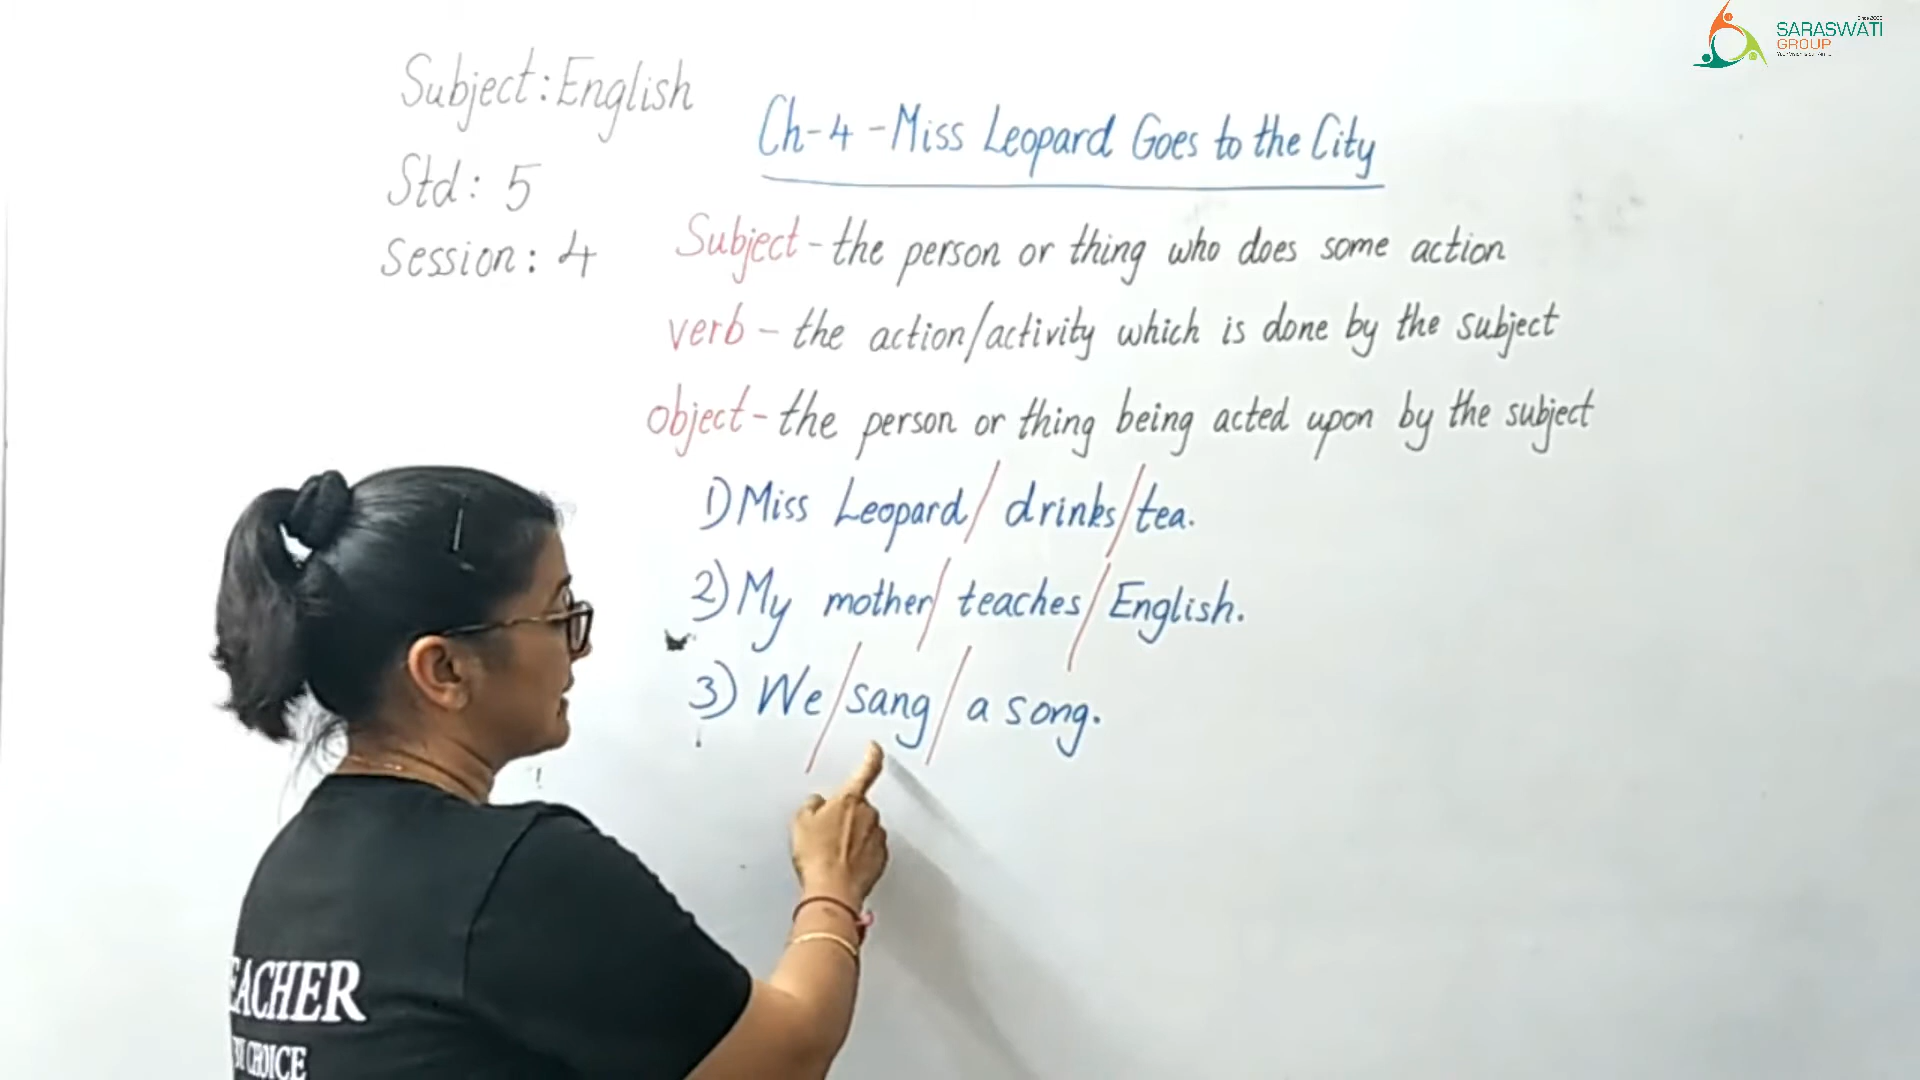 SARASWATI
GROUP
Subject: English
Std: 5
Session: 4
Ch-4-Miss Leopard Goes to the City
Subject - the person or thing who does some action
verb - the action/activity which is done by the subject
object - the person or thing being acted upon by the subject
1) Miss Leopard / drinks / tea.
2) My mother / teaches / English.
3) We / sang / a song.
EACHER
CHOICE